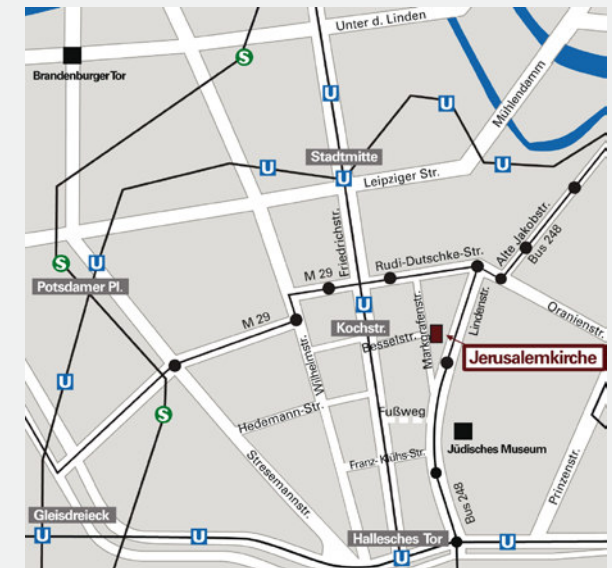 Unter d. Linden
S
Brandenburger Tor
U
U
Mühlendamm
Stadtmitte
U
U
U
Leipziger Str.
Alte Jakobstr.
Bus 248
Friedrichstr.
Rudi-Dutschke-Str.
S
U
M 29
Potsdamer Pl.
U
Oranienstr.
M 29
Kochstr.
Lindenstr.
Markgrafenstr.
Besselstr.
Jerusalemkirche
Wilhelmstr.
U
S
Hedemann-Str.
Fußweg
Jüdisches Museum
Franz-Klühs-Str.
Stresemannstr.
Bus 248
Prinzenstr.
Gleisdreieck
U
U
Hallesches Tor
U
U